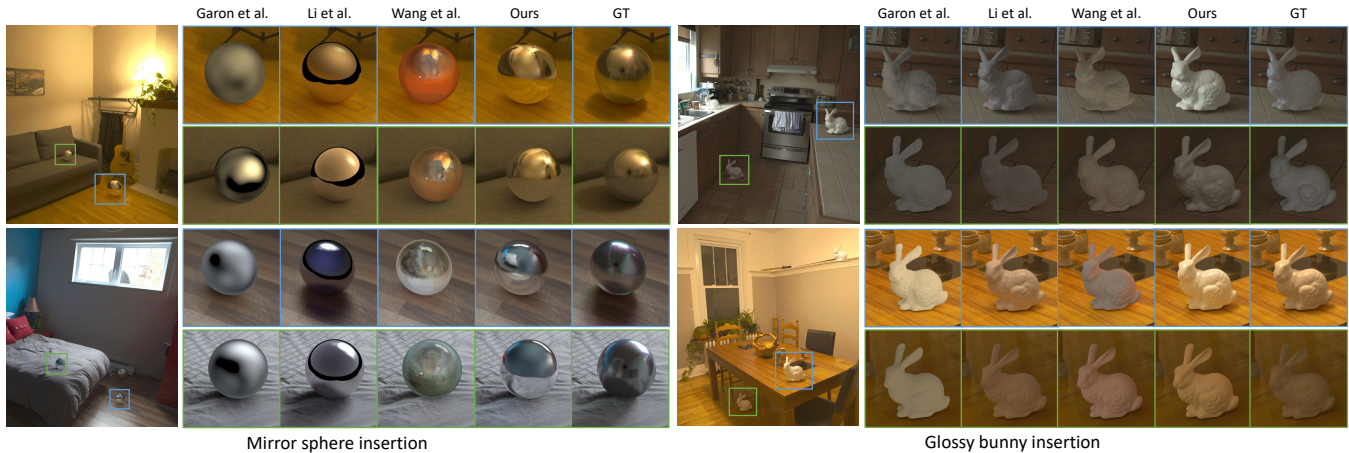 Garon et al. Li et al. Wang et al. Ours GT Garon et al. Li et al. Wang et al. Ours GT
Mirror sphere insertion Glossy bunny insertion